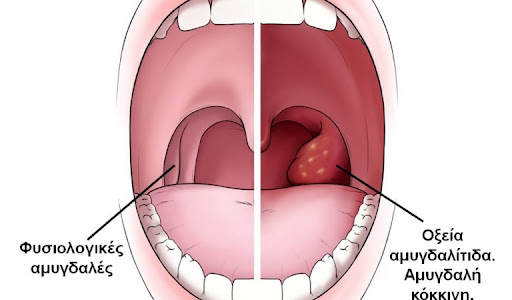 Φυσιολογικές
αμυγδαλές
Οξεία
αμυγδαλίτιδα.
Αμυγδαλή
κόκκινη.